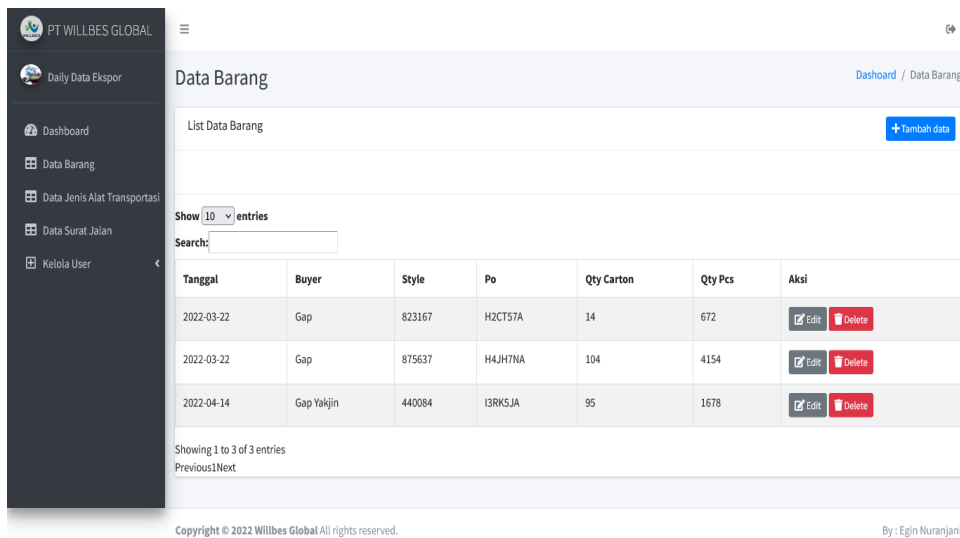 PT WILLBES GLOBAL
Daily Data Ekspor
Dashboard
Data Barang
Data Jenis Alat Transportasi
Data Surat Jalan
Kelola User
Data Barang
Dashoard / Data Barang
List Data Barang
Tambah data
Show 10 entries
Search:
Tanggal Buyer Style Po Qty Carton Qty Pcs Aksi
2022-03-22 Gap 823167 H2CT57A 14 672 Edit Delete
2022-03-22 Gap 875637 H4JH7NA 104 4154 Edit Delete
2022-04-14 Gap Yakjin 440084 I3RK5JA 95 1678 Edit Delete
Showing 1 to 3 of 3 entries
Previous1Next
Copyright © 2022 Willbes Global All rights reserved.
By : Egin Nuranjani